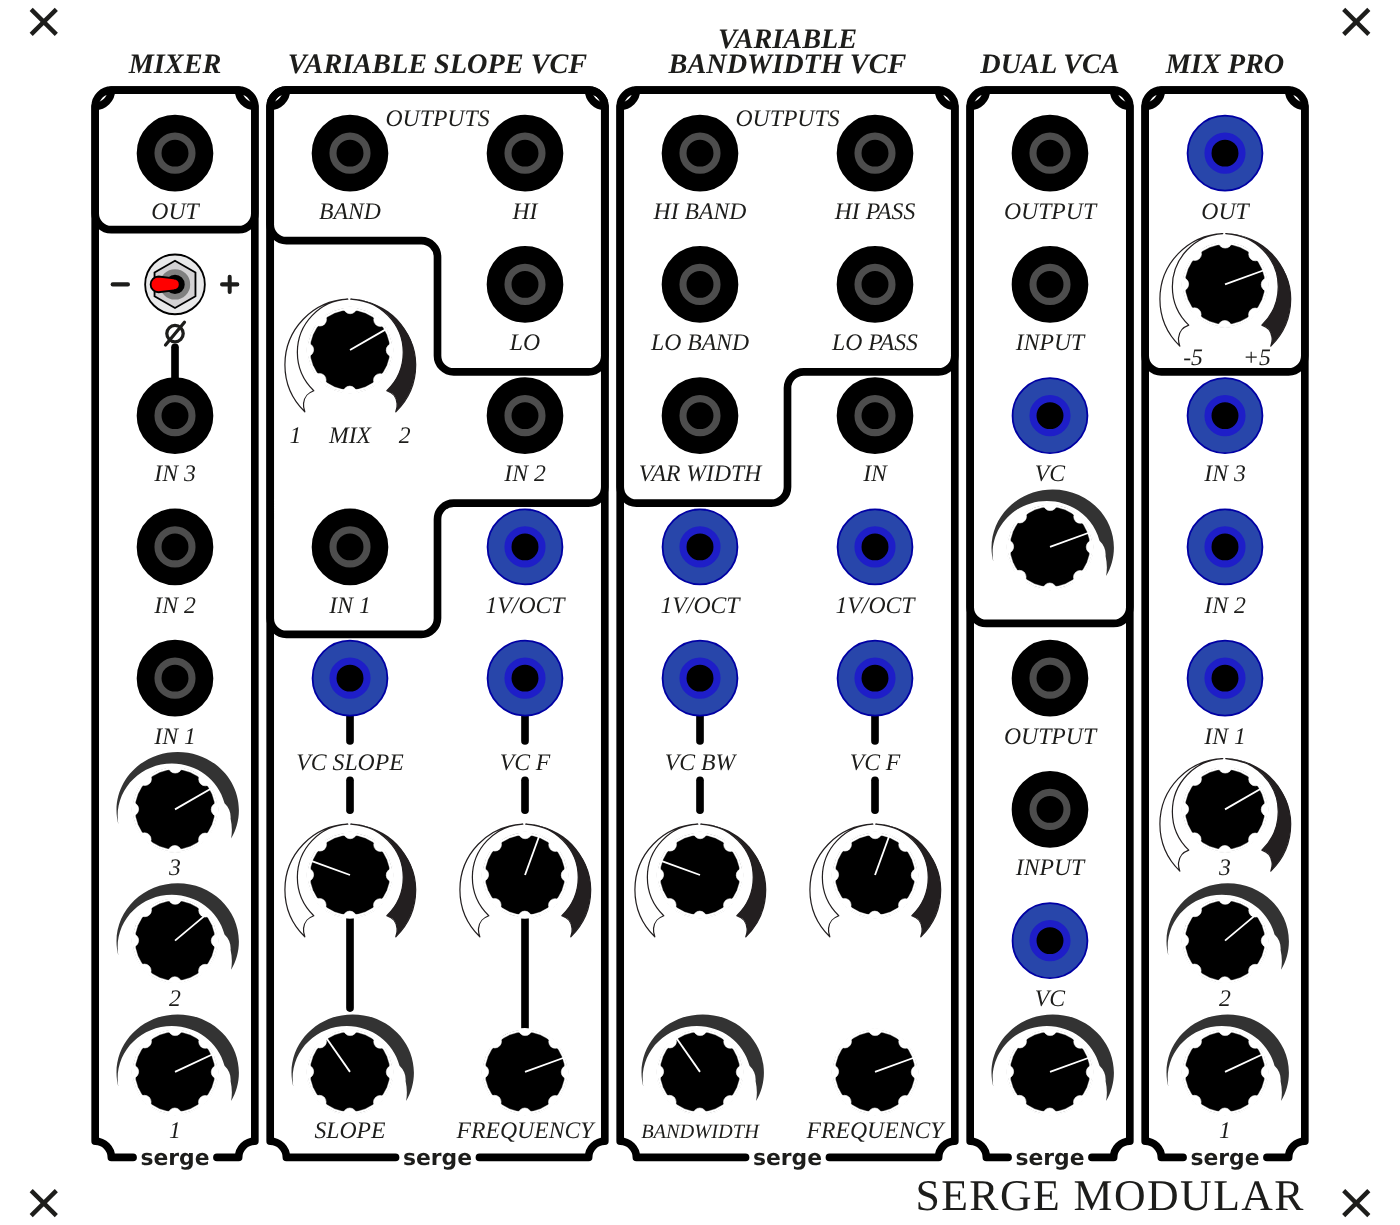 VARIABLE
MIXER VARIABLE SLOPE VCF BANDWIDTH VCF DUAL VCA MIX PRO
OUTPUTS OUTPUTS
OUT BAND HI HI BAND HI PASS OUTPUT OUT
− +
Ø LO LO BAND LO PASS INPUT -5 +5
1 MIX 2
IN 3 IN 2 VAR WIDTH IN VC IN 3
IN 2 IN 1 1V/OCT 1V/OCT 1V/OCT IN 2
IN 1 OUTPUT IN 1
VC SLOPE VC F VC BW VC F
3 INPUT 3
2 VC 2
1 SLOPE FREQUENCY BANDWIDTH FREQUENCY 1
serge serge serge serge serge
SERGE MODULAR